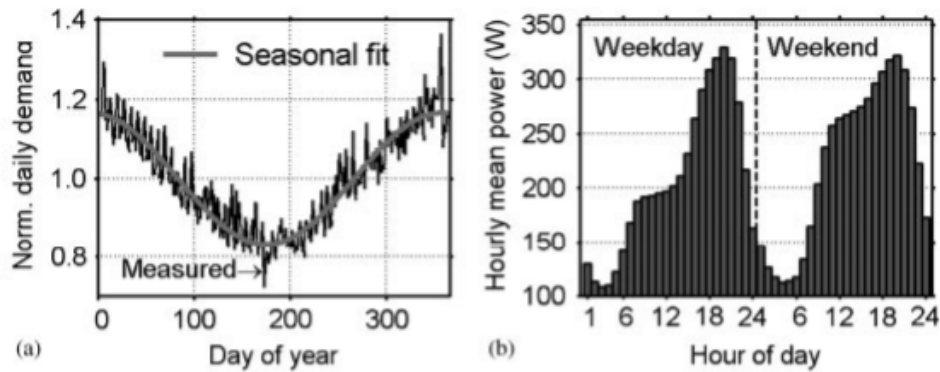 Norm. daily demand
1.4
1.2
1.0
0.8
Seasonal fit
Measured
0 100 200 300
Day of year
(a)
Hourly mean power (W)
350
300
250
200
150
100
Weekday Weekend
1 6 12 18 24 6 12 18 24
Hour of day
(b)